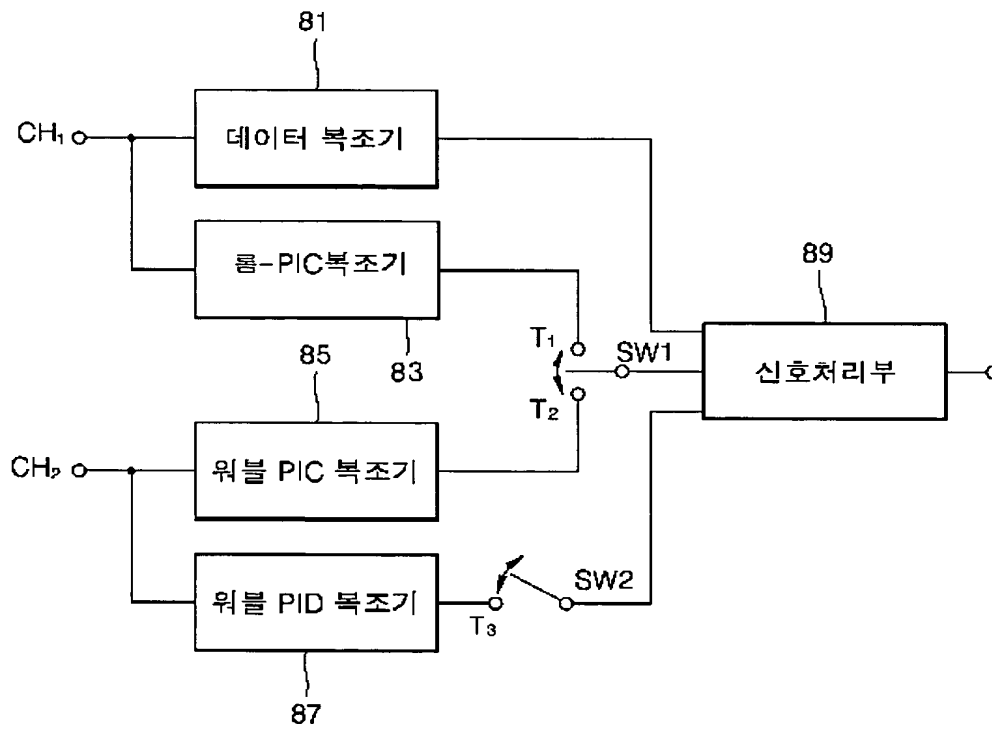 81
CH₁
데이터 복조기
롬-PIC복조기
83
89
T₁
SW1
T₂
신호처리부
85
CH₂
워블 PIC 복조기
워블 PID 복조기
SW2
T₃
87